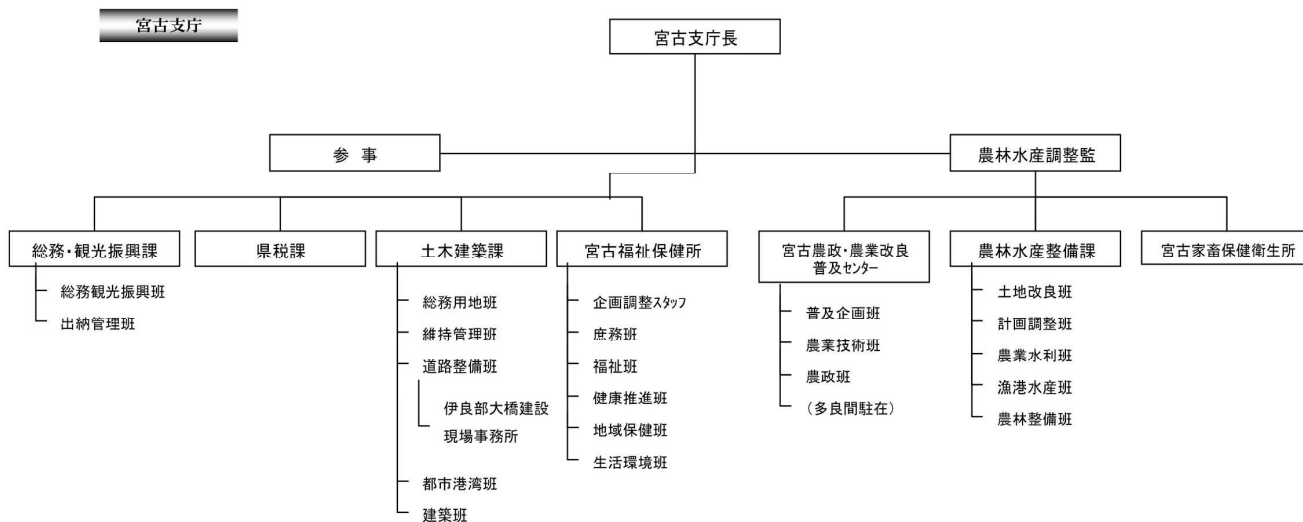 宮古支庁
宮古支庁長
参 事
農林水産調整監
総務・観光振興課
総務観光振興班
出納管理班
県税課
土木建築課
総務用地班
維持管理班
道路整備班
伊良部大橋建設
現場事務所
都市港湾班
建築班
宮古福祉保健所
企画調整スタッフ
庶務班
福祉班
健康推進班
地域保健班
生活環境班
宮古農政・農業改良
普及センター
普及企画班
農業技術班
農政班
(多良間駐在)
農林水産整備課
土地改良班
計画調整班
農業水利班
漁港水産班
農林整備班
宮古家畜保健衛生所